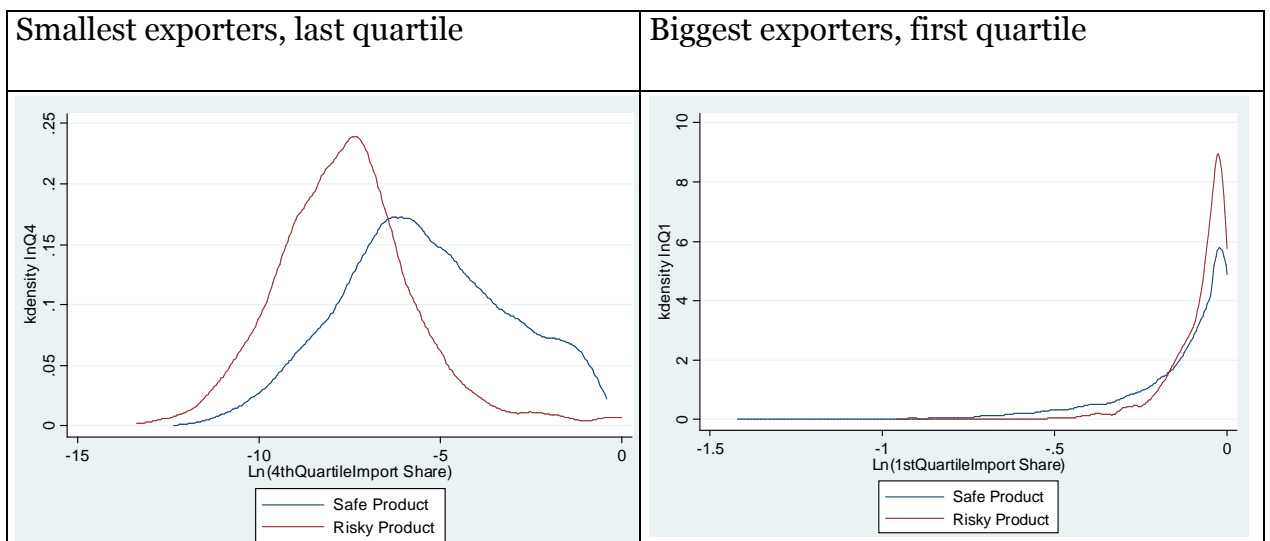 Smallest exporters, last quartile
Biggest exporters, first quartile
.25
.2
.15
.1
.05
0
kdensity lnQ4
-15
-10
-5
0
Ln(4thQuartileImport Share)
Safe Product
Risky Product
10
8
6
4
2
0
kdensity lnQ1
-1.5
-1
-.5
0
Ln(1stQuartileImport Share)
Safe Product
Risky Product